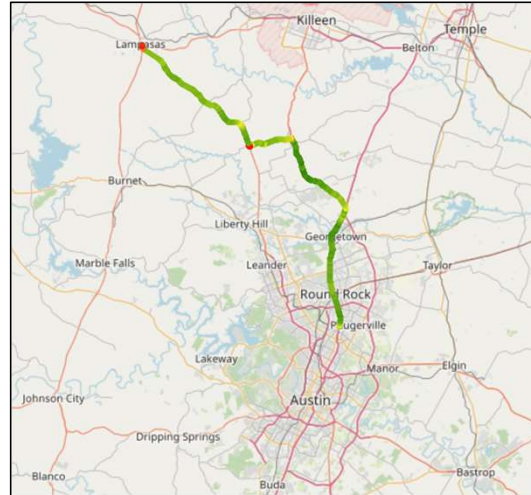 Killeen
Temple
Lampasas
Belton
Burnet
Liberty Hill
Georgetown
Marble Falls
Leander
Taylor
Round Rock
Pflugerville
Lakeway
Manor
Elgin
Johnson City
Austin
Dripping Springs
Blanco
Buda
Bastrop